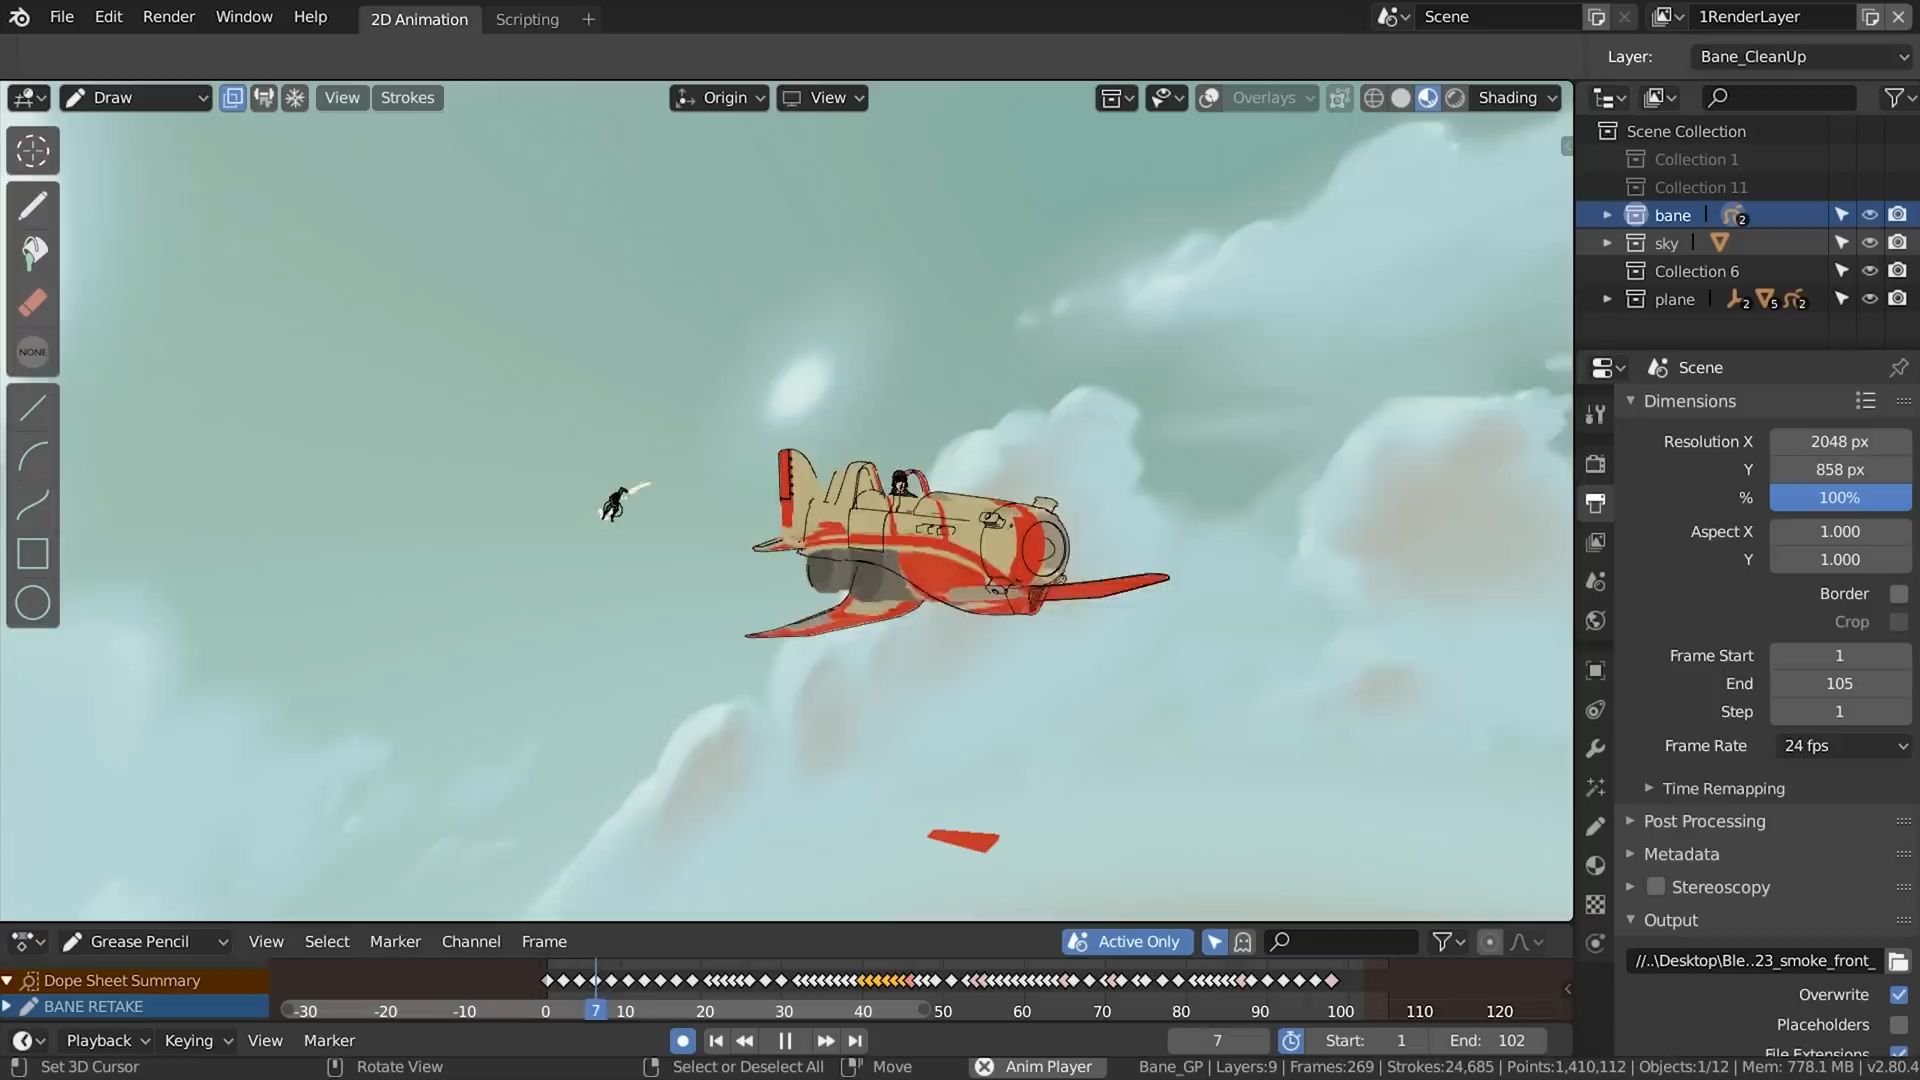 File Edit Render Window Help 2D Animation Scripting + Scene 1RenderLayer
Layer: Bane_CleanUp
Draw View Strokes Origin View Overlays Shading
Scene Collection
Collection 1
Collection 11
bane 2
sky
Collection 6
plane 2 5 2
NONE
Scene
Dimensions
Resolution X 2048 px
Y 858 px
% 100%
Aspect X 1.000
Y 1.000
Border
Crop
Frame Start 1
End 105
Step 1
Frame Rate 24 fps
Time Remapping
Post Processing
Metadata
Stereoscopy
Output
//..\Desktop\Ble..23_smoke_front_
Overwrite
Placeholders
File Extensions
Grease Pencil View Select Marker Channel Frame Active Only
Dope Sheet Summary
BANE RETAKE
-30 -20 -10 0 7 10 20 30 40 50 60 70 80 90 100 110 120
Playback Keying View Marker 7 Start: 1 End: 102
Set 3D Cursor Rotate View Select or Deselect All Move Anim Player Bane_GP | Layers:9 | Frames:269 | Strokes:24,685 | Points:1,410,112 | Objects:1/12 | Mem: 778.1 MB | v2.80.4